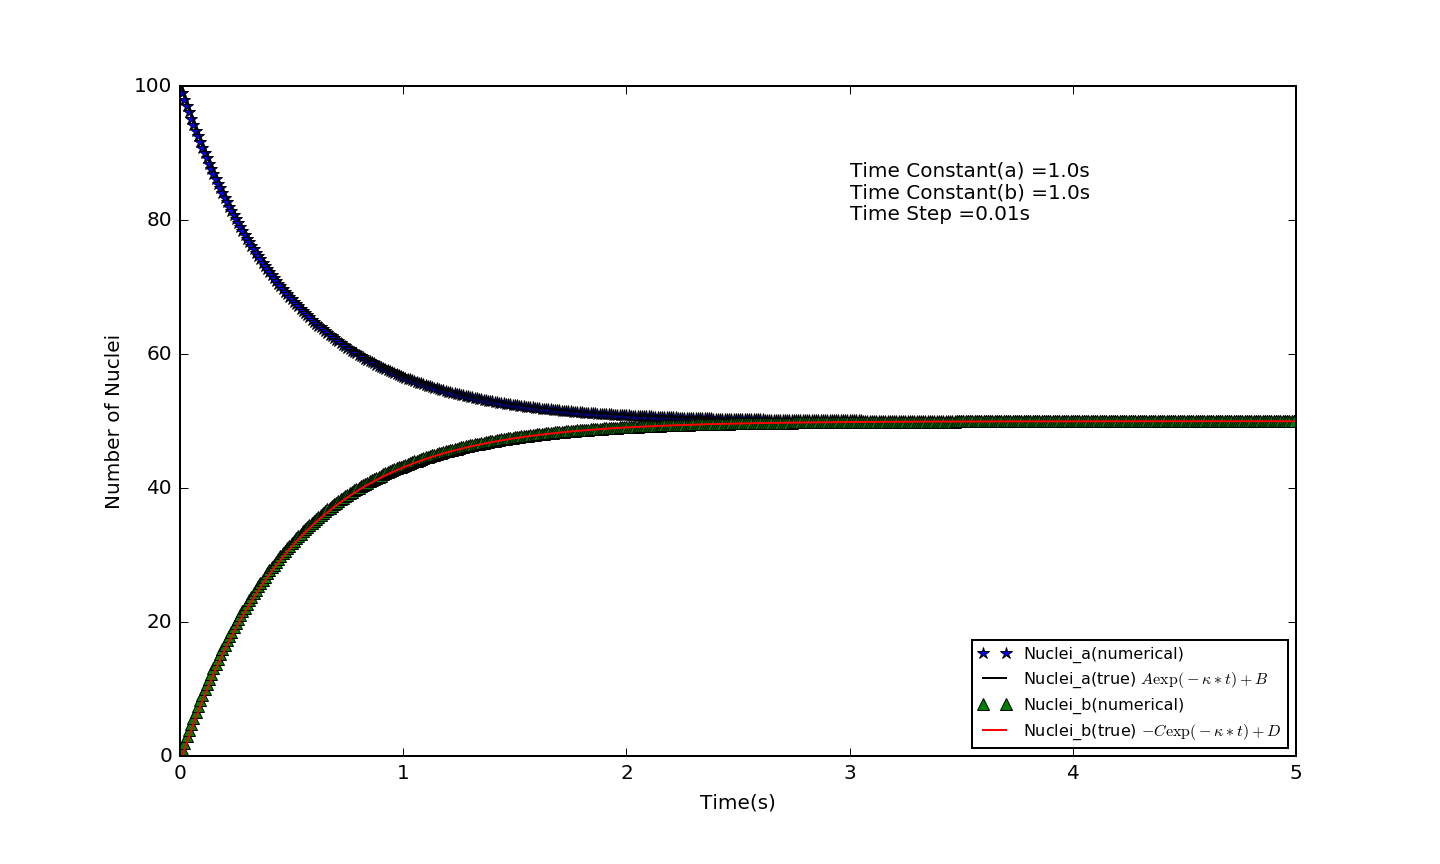 100
80
60
40
20
0
Number of Nuclei
Time Constant(a) =1.0s
Time Constant(b) =1.0s
Time Step =0.01s
Nuclei_a(numerical)
Nuclei_a(true) A exp(−κ∗t)+B
Nuclei_b(numerical)
Nuclei_b(true) −C exp(−κ∗t)+D
0 1 2 3 4 5
Time(s)